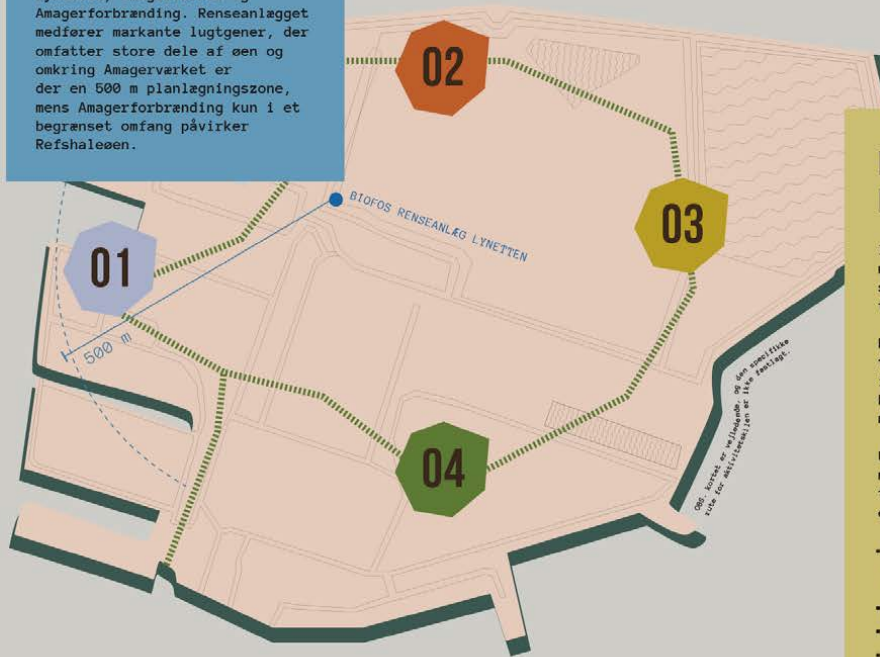 Amagerforbrænding. Renseanlægget
medfører markante lugtgener, der
omfatter store dele af øen og
omkring Amagerværket er
der en 500 m planlægningszone,
mens Amagerforbrænding kun i et
begrænset omfang påvirker
Refshaleøen.
02
BIOFOS RENSEANLÆG LYNETTEN
03
01
500 m
OBS. kortet er vejledende, og den specifikke
rute for aktivitetskilen er ikke fastlagt.
04